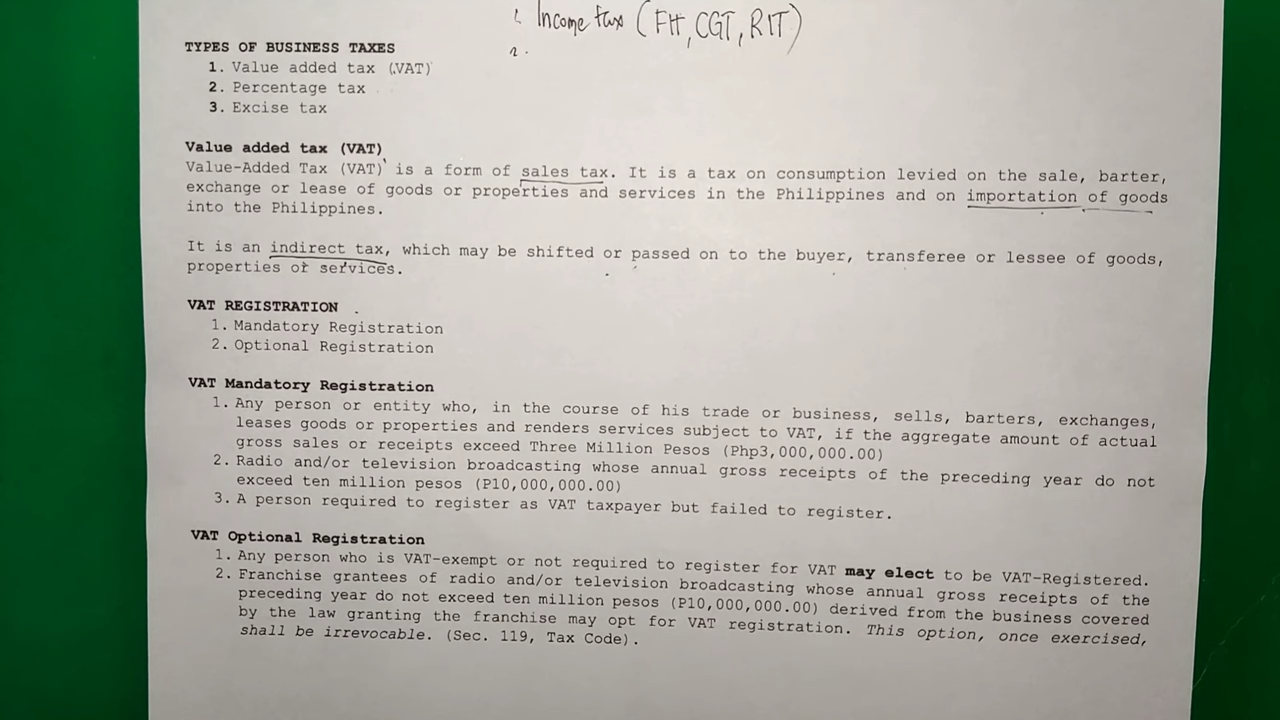 1. Income tax (FIT, CGT, RIT)
2.
TYPES OF BUSINESS TAXES
1. Value added tax (VAT)
2. Percentage tax
3. Excise tax
Value added tax (VAT)
Value-Added Tax (VAT) is a form of sales tax. It is a tax on consumption levied on the sale, barter,
exchange or lease of goods or properties and services in the Philippines and on importation of goods
into the Philippines.
It is an indirect tax, which may be shifted or passed on to the buyer, transferee or lessee of goods,
properties or services.
VAT REGISTRATION
1. Mandatory Registration
2. Optional Registration
VAT Mandatory Registration
1. Any person or entity who, in the course of his trade or business, sells, barters, exchanges,
leases goods or properties and renders services subject to VAT, if the aggregate amount of actual
gross sales or receipts exceed Three Million Pesos (Php3,000,000.00)
2. Radio and/or television broadcasting whose annual gross receipts of the preceding year do not
exceed ten million pesos (P10,000,000.00)
3. A person required to register as VAT taxpayer but failed to register.
VAT Optional Registration
1. Any person who is VAT-exempt or not required to register for VAT may elect to be VAT-Registered.
2. Franchise grantees of radio and/or television broadcasting whose annual gross receipts of the
preceding year do not exceed ten million pesos (P10,000,000.00) derived from the business covered
by the law granting the franchise may opt for VAT registration. This option, once exercised,
shall be irrevocable. (Sec. 119, Tax Code).